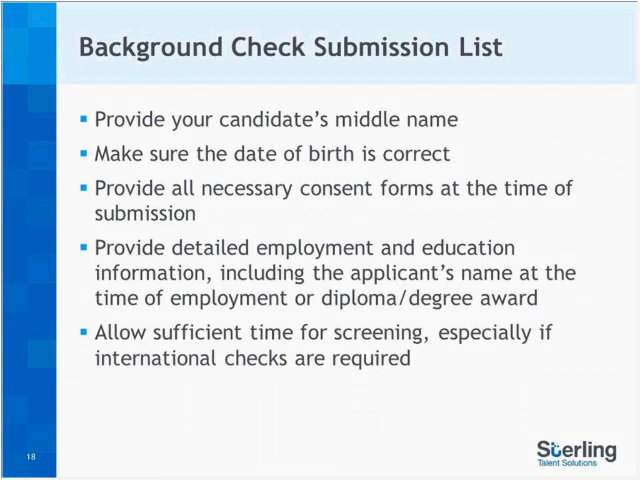 Background Check Submission List
▪ Provide your candidate's middle name
▪ Make sure the date of birth is correct
▪ Provide all necessary consent forms at the time of
submission
▪ Provide detailed employment and education
information, including the applicant's name at the
time of employment or diploma/degree award
▪ Allow sufficient time for screening, especially if
international checks are required
18
Sterling
Talent Solutions